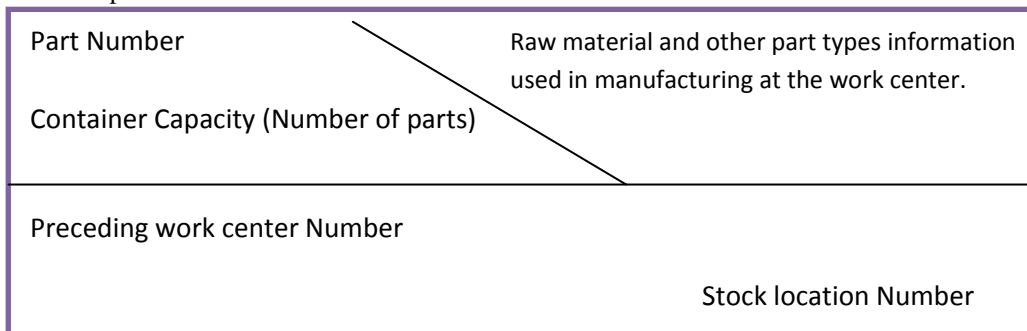 Part Number
Raw material and other part types information
used in manufacturing at the work center.
Container Capacity (Number of parts)
Preceding work center Number
Stock location Number